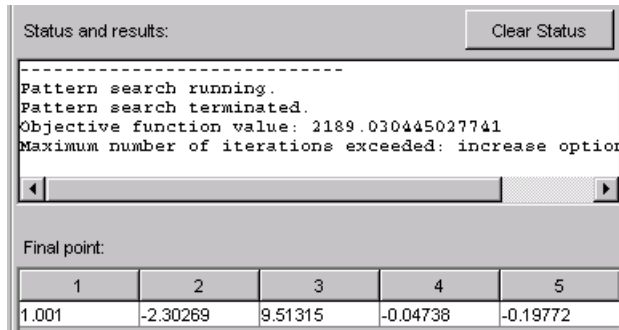 Status and results:
Clear Status
-----------------------------
Pattern search running.
Pattern search terminated.
Objective function value: 2189.030445027741
Maximum number of iterations exceeded: increase option
Final point:
1 2 3 4 5
1.001 -2.30269 9.51315 -0.04738 -0.19772